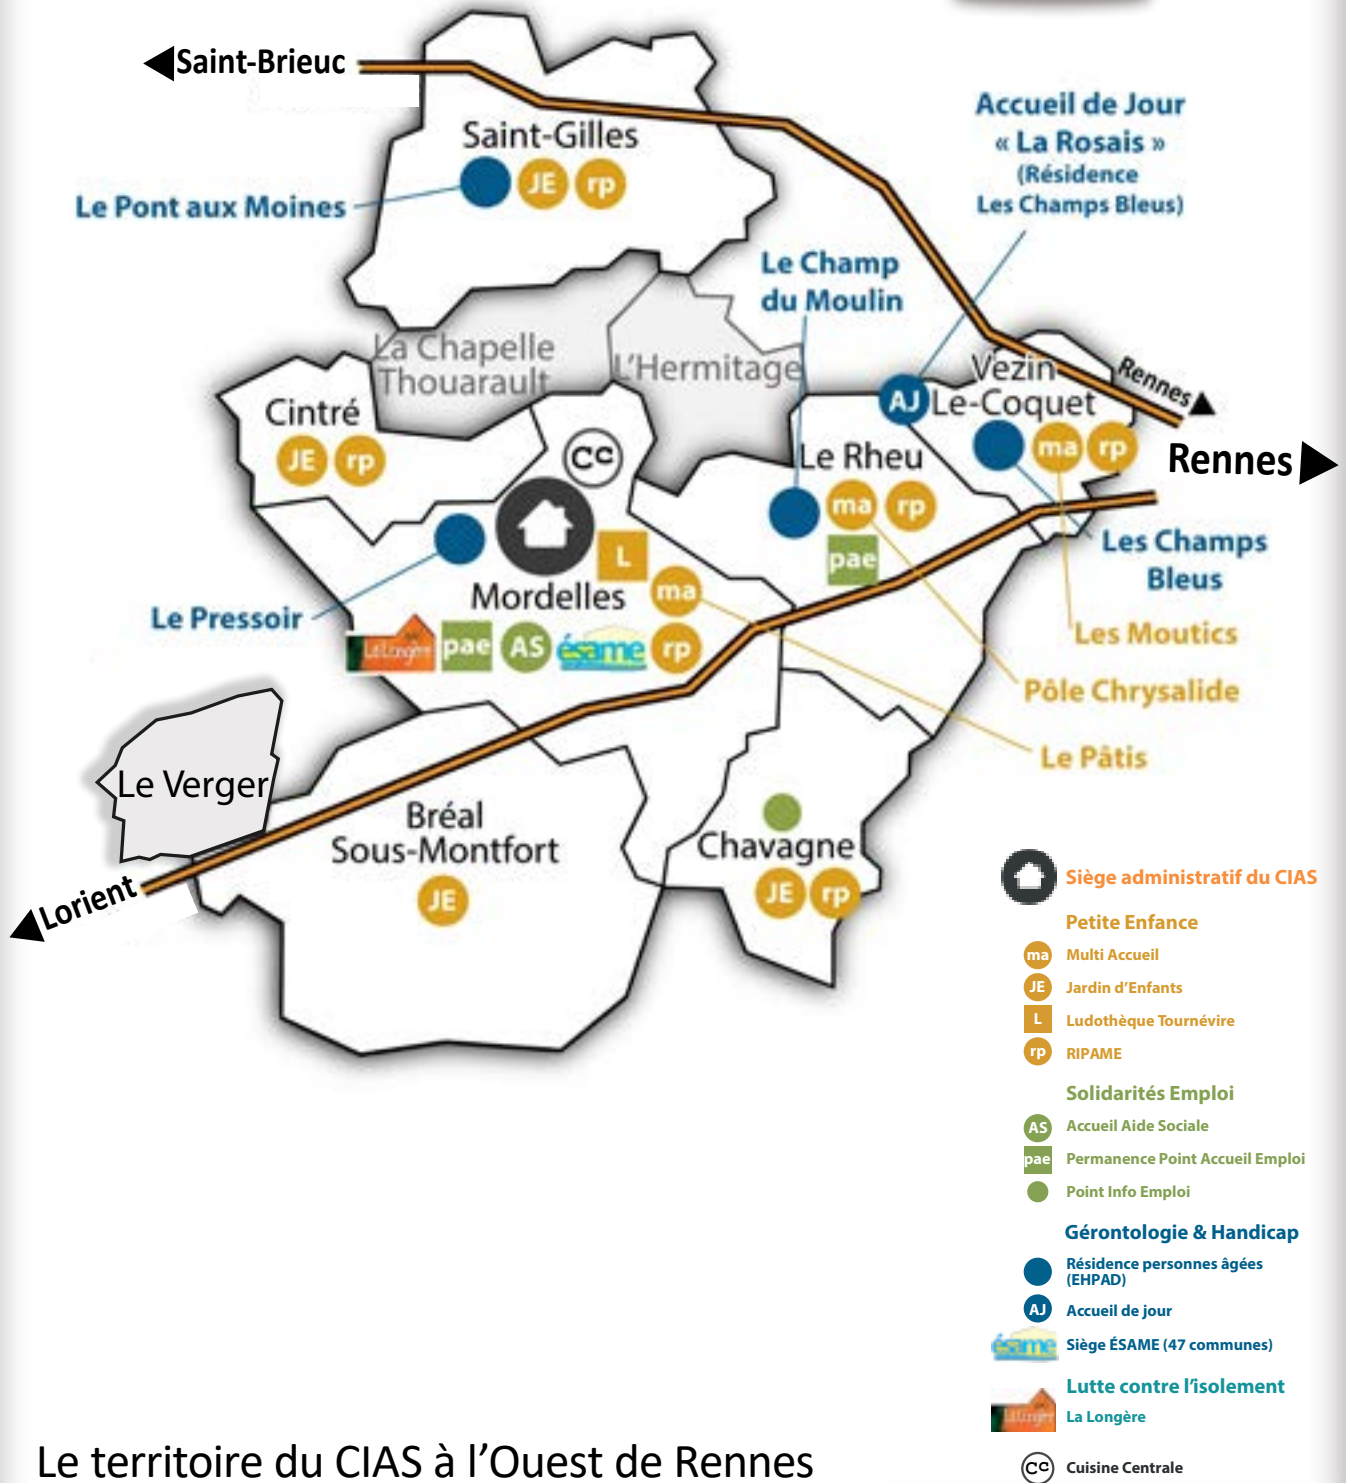 Saint-Brieuc
Saint-Gilles
JE
rp
Le Pont aux Moines
Accueil de Jour
« La Rosais »
(Résidence
Les Champs Bleus)
Le Champ
du Moulin
La Chapelle
Thouarault
L'Hermitage
Vezin
Le-Coquet
AJ
ma
rp
Rennes
Rennes
Cintré
JE
rp
Cc
Le Rheu
ma
rp
pae
L
Mordelles
ma
Le Pressoir
La Longère
pae
AS
ésame
rp
Les Champs
Bleus
Les Moutics
Pôle Chrysalide
Le Pâtis
Le Verger
Bréal
Sous-Montfort
JE
Chavagne
JE
rp
Lorient
Siège administratif du CIAS
Petite Enfance
ma Multi Accueil
JE Jardin d'Enfants
L Ludothèque Tournévire
rp RIPAME
Solidarités Emploi
AS Accueil Aide Sociale
pae Permanence Point Accueil Emploi
Point Info Emploi
Gérontologie & Handicap
Résidence personnes âgées
(EHPAD)
AJ Accueil de jour
ésame Siège ÉSAME (47 communes)
Lutte contre l'isolement
La Longère La Longère
Cc Cuisine Centrale
Le territoire du CIAS à l'Ouest de Rennes